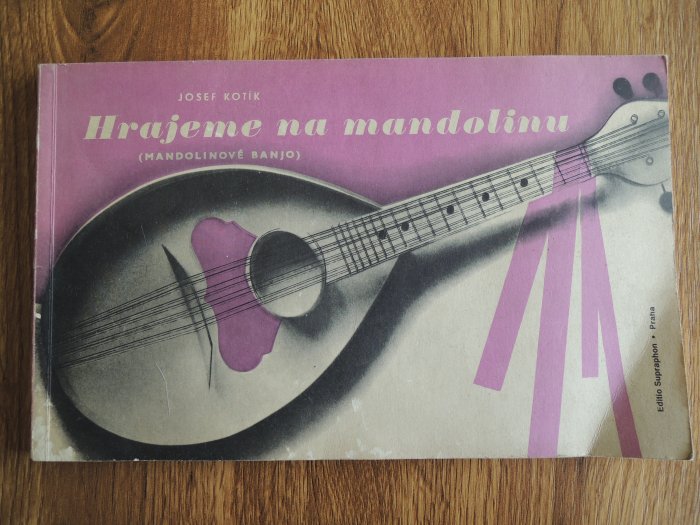 JOSEF KOTÍK
Hrajeme na mandolinu
(MANDOLINOVÉ BANJO)
Editio Supraphon • Praha